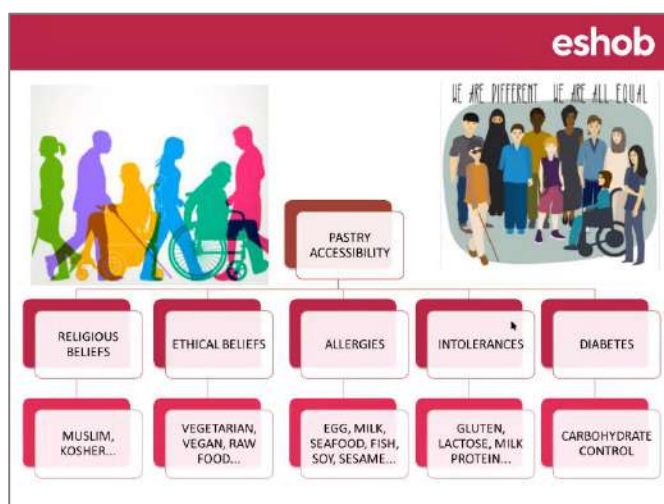 eshob
WE ARE DIFFERENT WE ARE ALL EQUAL
PASTRY
ACCESSIBILITY
RELIGIOUS
BELIEFS
ETHICAL BELIEFS
ALLERGIES
INTOLERANCES
DIABETES
MUSLIM,
KOSHER...
VEGETARIAN,
VEGAN, RAW
FOOD...
EGG, MILK,
SEAFOOD, FISH,
SOY, SESAME...
GLUTEN,
LACTOSE, MILK
PROTEIN...
CARBOHYDRATE
CONTROL